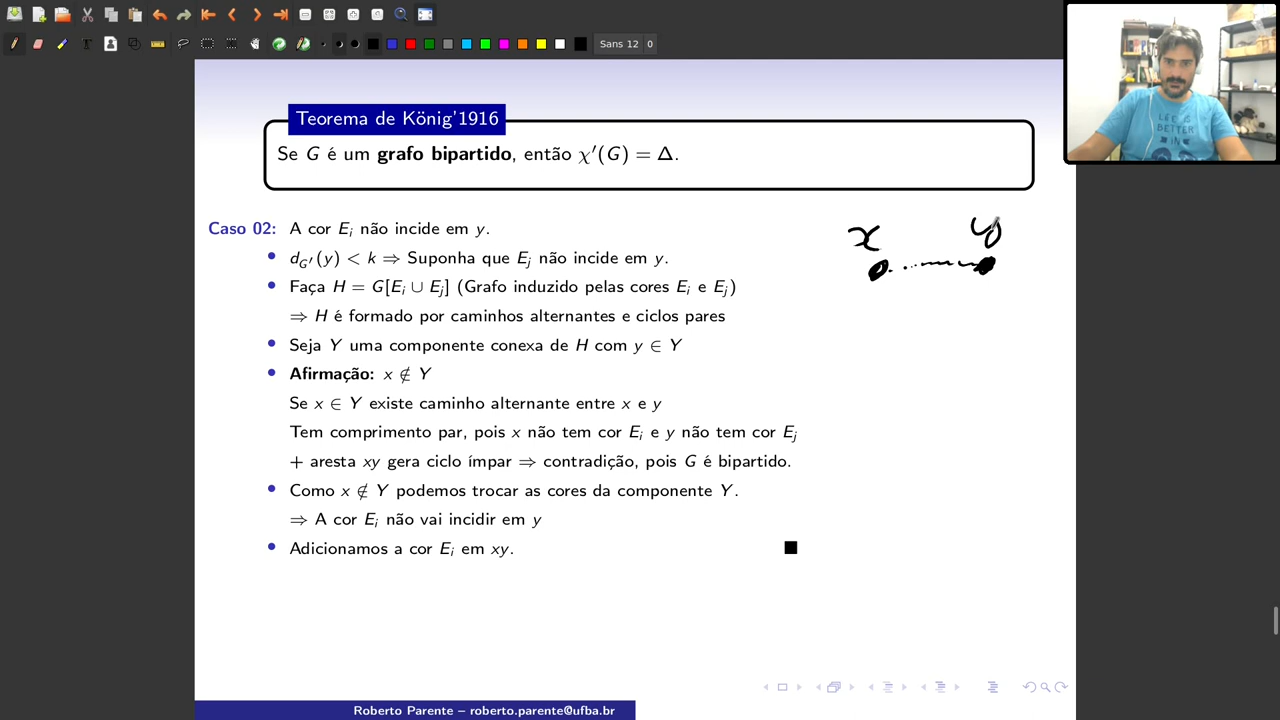 Sans 12 0
Teorema de König'1916
Se G é um grafo bipartido, então χ′(G) = Δ.
Caso 02: A cor E_i não incide em y.
• d_{G′}(y) < k ⇒ Suponha que E_j não incide em y.
• Faça H = G[E_i ∪ E_j] (Grafo induzido pelas cores E_i e E_j)
⇒ H é formado por caminhos alternantes e ciclos pares
• Seja Y uma componente conexa de H com y ∈ Y
• Afirmação: x ∉ Y
Se x ∈ Y existe caminho alternante entre x e y
Tem comprimento par, pois x não tem cor E_i e y não tem cor E_j
+ aresta xy gera ciclo ímpar ⇒ contradição, pois G é bipartido.
• Como x ∉ Y podemos trocar as cores da componente Y.
⇒ A cor E_i não vai incidir em y
• Adicionamos a cor E_i em xy. ■
x y
Roberto Parente – roberto.parente@ufba.br